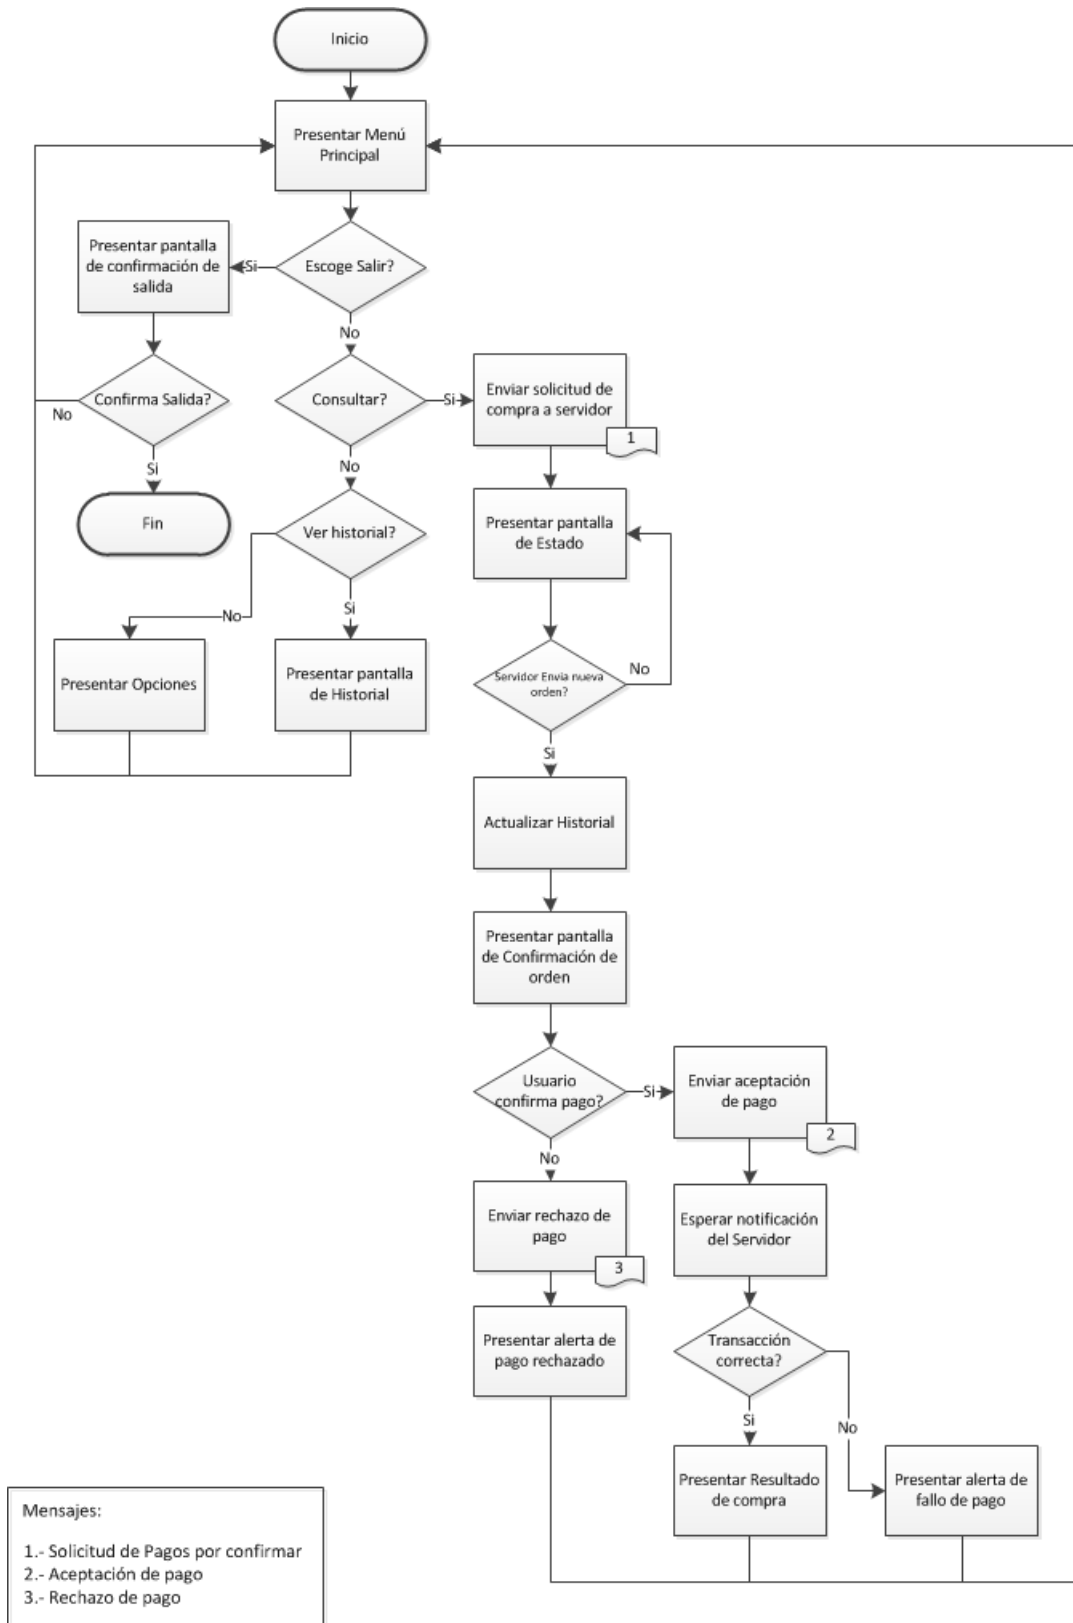 Inicio
Presentar Menú
Principal
Presentar pantalla
de confirmación de
salida
Si
Escoge Salir?
No
Confirma Salida?
No
Si
Fin
Consultar?
Si
Enviar solicitud de
compra a servidor
1
No
Ver historial?
Presentar pantalla
de Estado
No
Si
Servidor Envia nueva
orden?
No
Presentar Opciones
Presentar pantalla
de Historial
Si
Actualizar Historial
Presentar pantalla
de Confirmación de
orden
Usuario
confirma pago?
Si
Enviar aceptación
de pago
2
No
Enviar rechazo de
pago
3
Esperar notificación
del Servidor
Presentar alerta de
pago rechazado
Transacción
correcta?
Si
No
Presentar Resultado
de compra
Presentar alerta de
fallo de pago
Mensajes:
1.- Solicitud de Pagos por confirmar
2.- Aceptación de pago
3.- Rechazo de pago